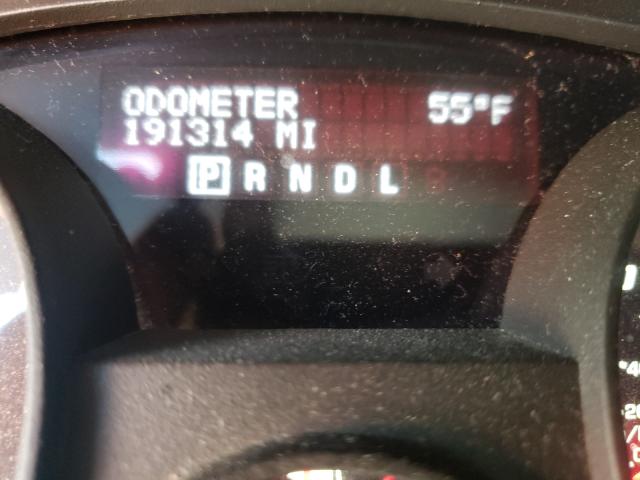 ODOMETER 55°F
191314 MI
P R N D L